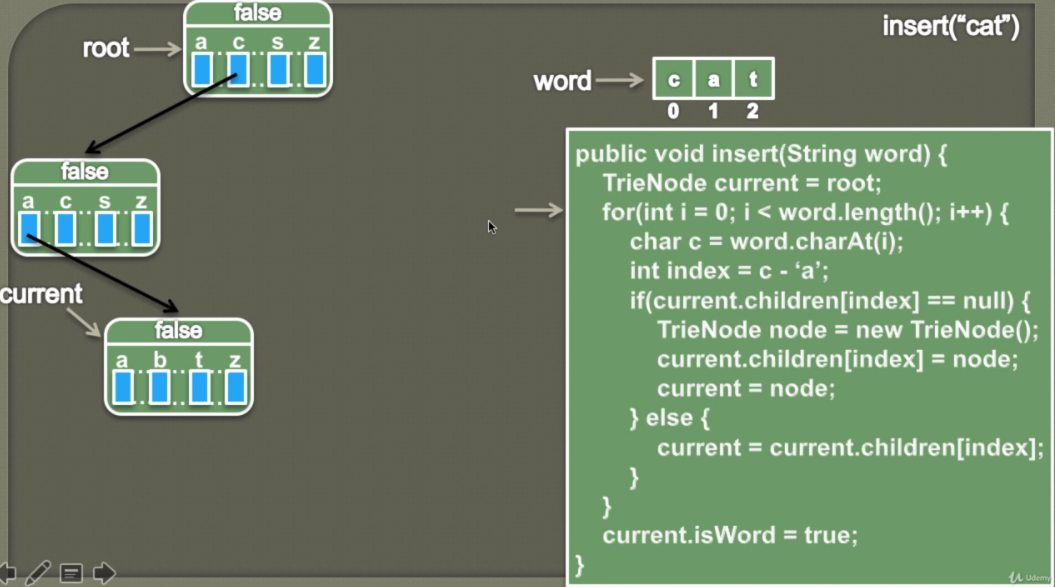 false
insert("cat")
root
a c s z
word
c a t
0 1 2
false
a c s z
current
false
a b t z
public void insert(String word) {
TrieNode current = root;
for(int i = 0; i < word.length(); i++) {
char c = word.charAt(i);
int index = c - ‘a’;
if(current.children[index] == null) {
TrieNode node = new TrieNode();
current.children[index] = node;
current = node;
} else {
current = current.children[index];
}
}
current.isWord = true;
}
Udemy